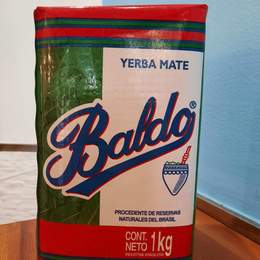 YERBA MATE
Baldo®
PROCEDENTE DE RESERVAS
NATURALES DEL BRASIL
CONT.
NETO 1kg